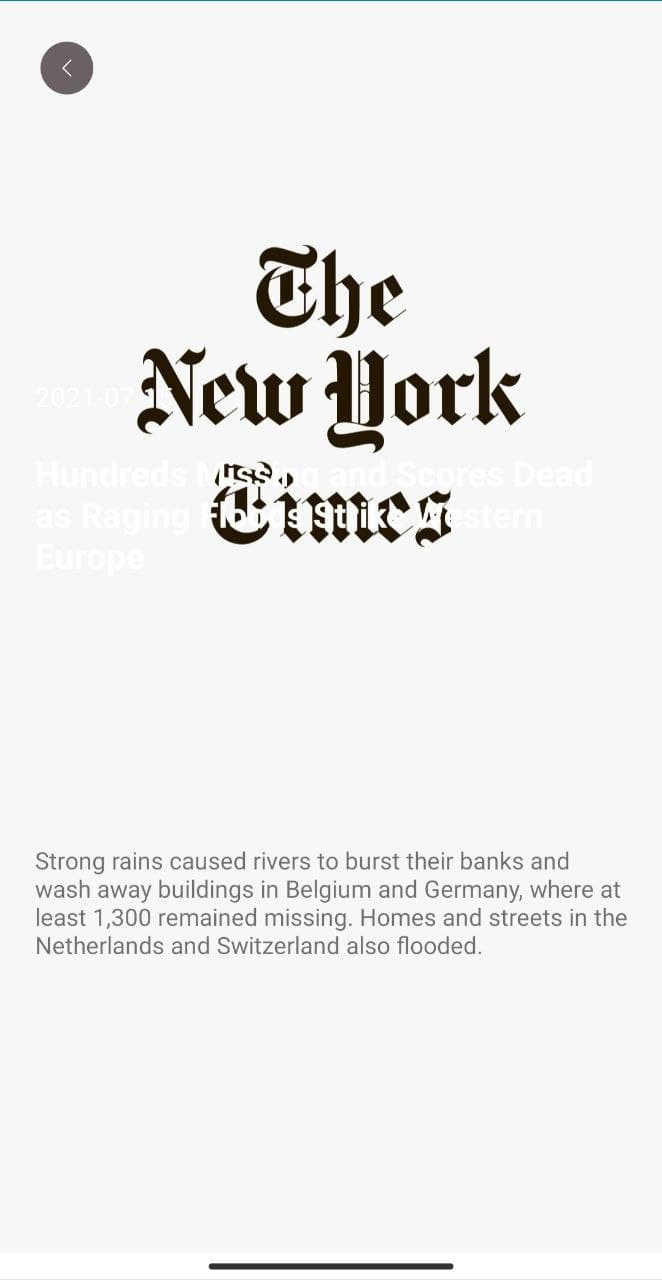 The
New York
Times
2021-07-15
Hundreds Missing and Scores Dead
as Raging Floods Strike Western
Europe
Strong rains caused rivers to burst their banks and
wash away buildings in Belgium and Germany, where at
least 1,300 remained missing. Homes and streets in the
Netherlands and Switzerland also flooded.